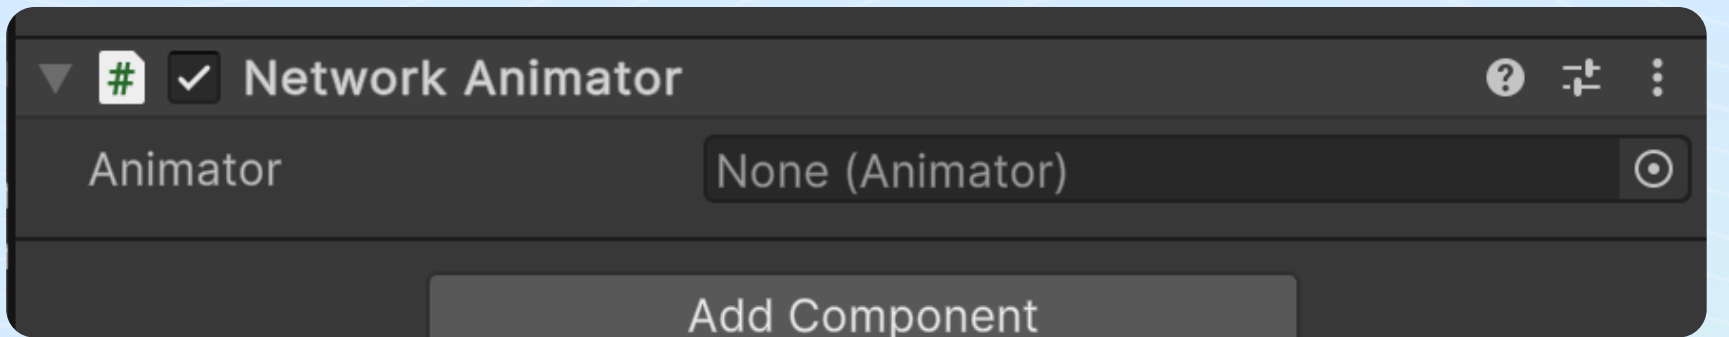 # Network Animator
Animator None (Animator)
Add Component